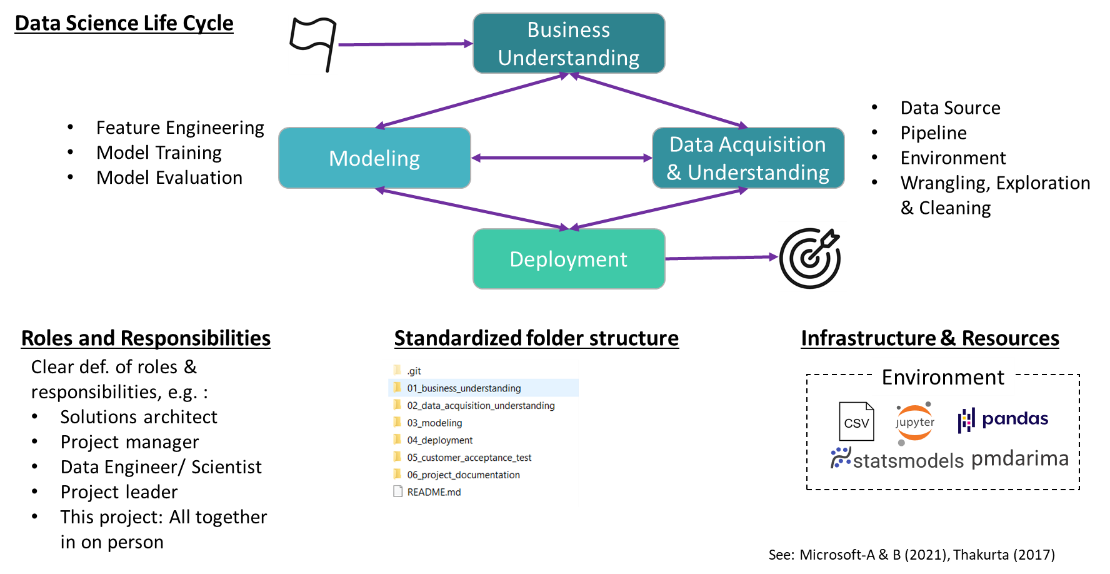 Data Science Life Cycle
Business
Understanding
Feature Engineering
Model Training
Model Evaluation
Modeling
Data Acquisition
& Understanding
Data Source
Pipeline
Environment
Wrangling, Exploration
& Cleaning
Deployment
Roles and Responsibilities
Clear def. of roles &
responsibilities, e.g. :
Solutions architect
Project manager
Data Engineer/ Scientist
Project leader
This project: All together
in on person
Standardized folder structure
.git
01_business_understanding
02_data_acquisition_understanding
03_modeling
04_deployment
05_customer_acceptance_test
06_project_documentation
README.md
Infrastructure & Resources
Environment
CSV
jupyter
pandas
statsmodels
pmdarima
See: Microsoft-A & B (2021), Thakurta (2017)